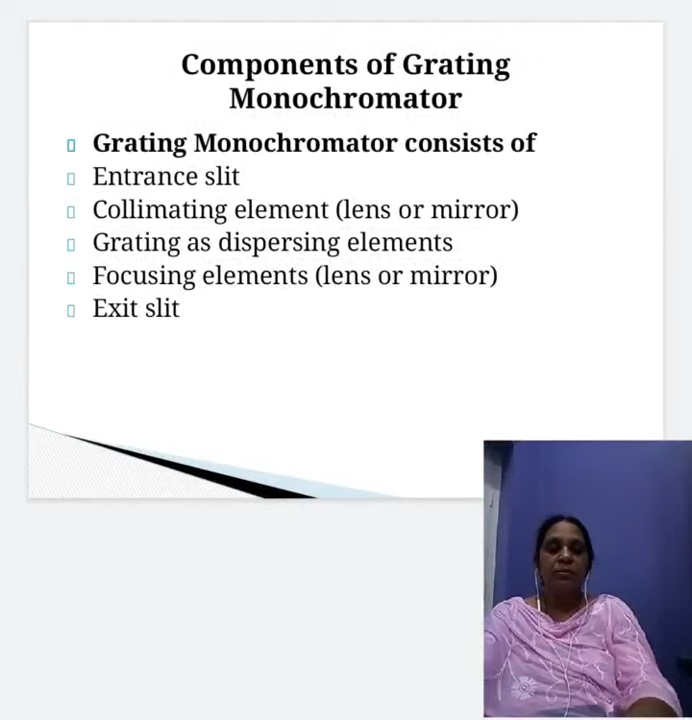 Components of Grating
Monochromator
Grating Monochromator consists of
Entrance slit
Collimating element (lens or mirror)
Grating as dispersing elements
Focusing elements (lens or mirror)
Exit slit